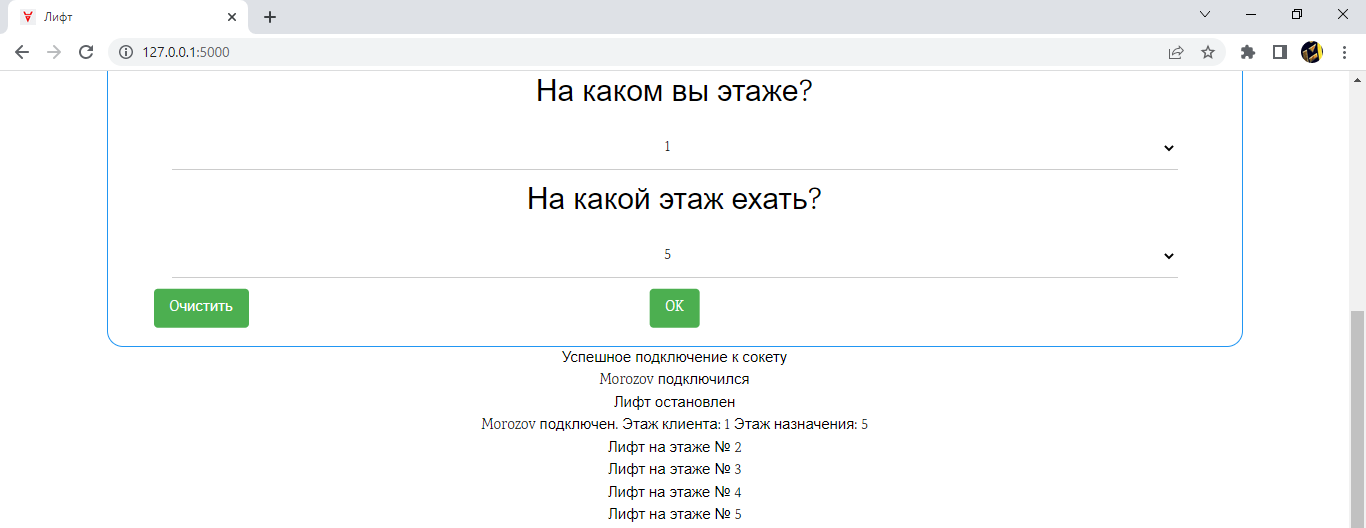 Лифт
127.0.0.1:5000
На каком вы этаже?
1
На какой этаж ехать?
5
Очистить
OK
Успешное подключение к сокету
Morozov подключился
Лифт остановлен
Morozov подключен. Этаж клиента: 1 Этаж назначения: 5
Лифт на этаже № 2
Лифт на этаже № 3
Лифт на этаже № 4
Лифт на этаже № 5